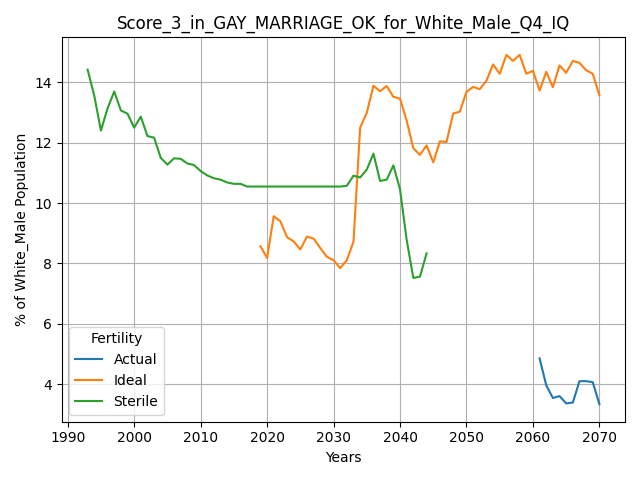 Score_3_in_GAY_MARRIAGE_OK_for_White_Male_Q4_IQ
% of White_Male Population
14
12
10
8
6
4
Fertility
Actual
Ideal
Sterile
1990 2000 2010 2020 2030 2040 2050 2060 2070
Years